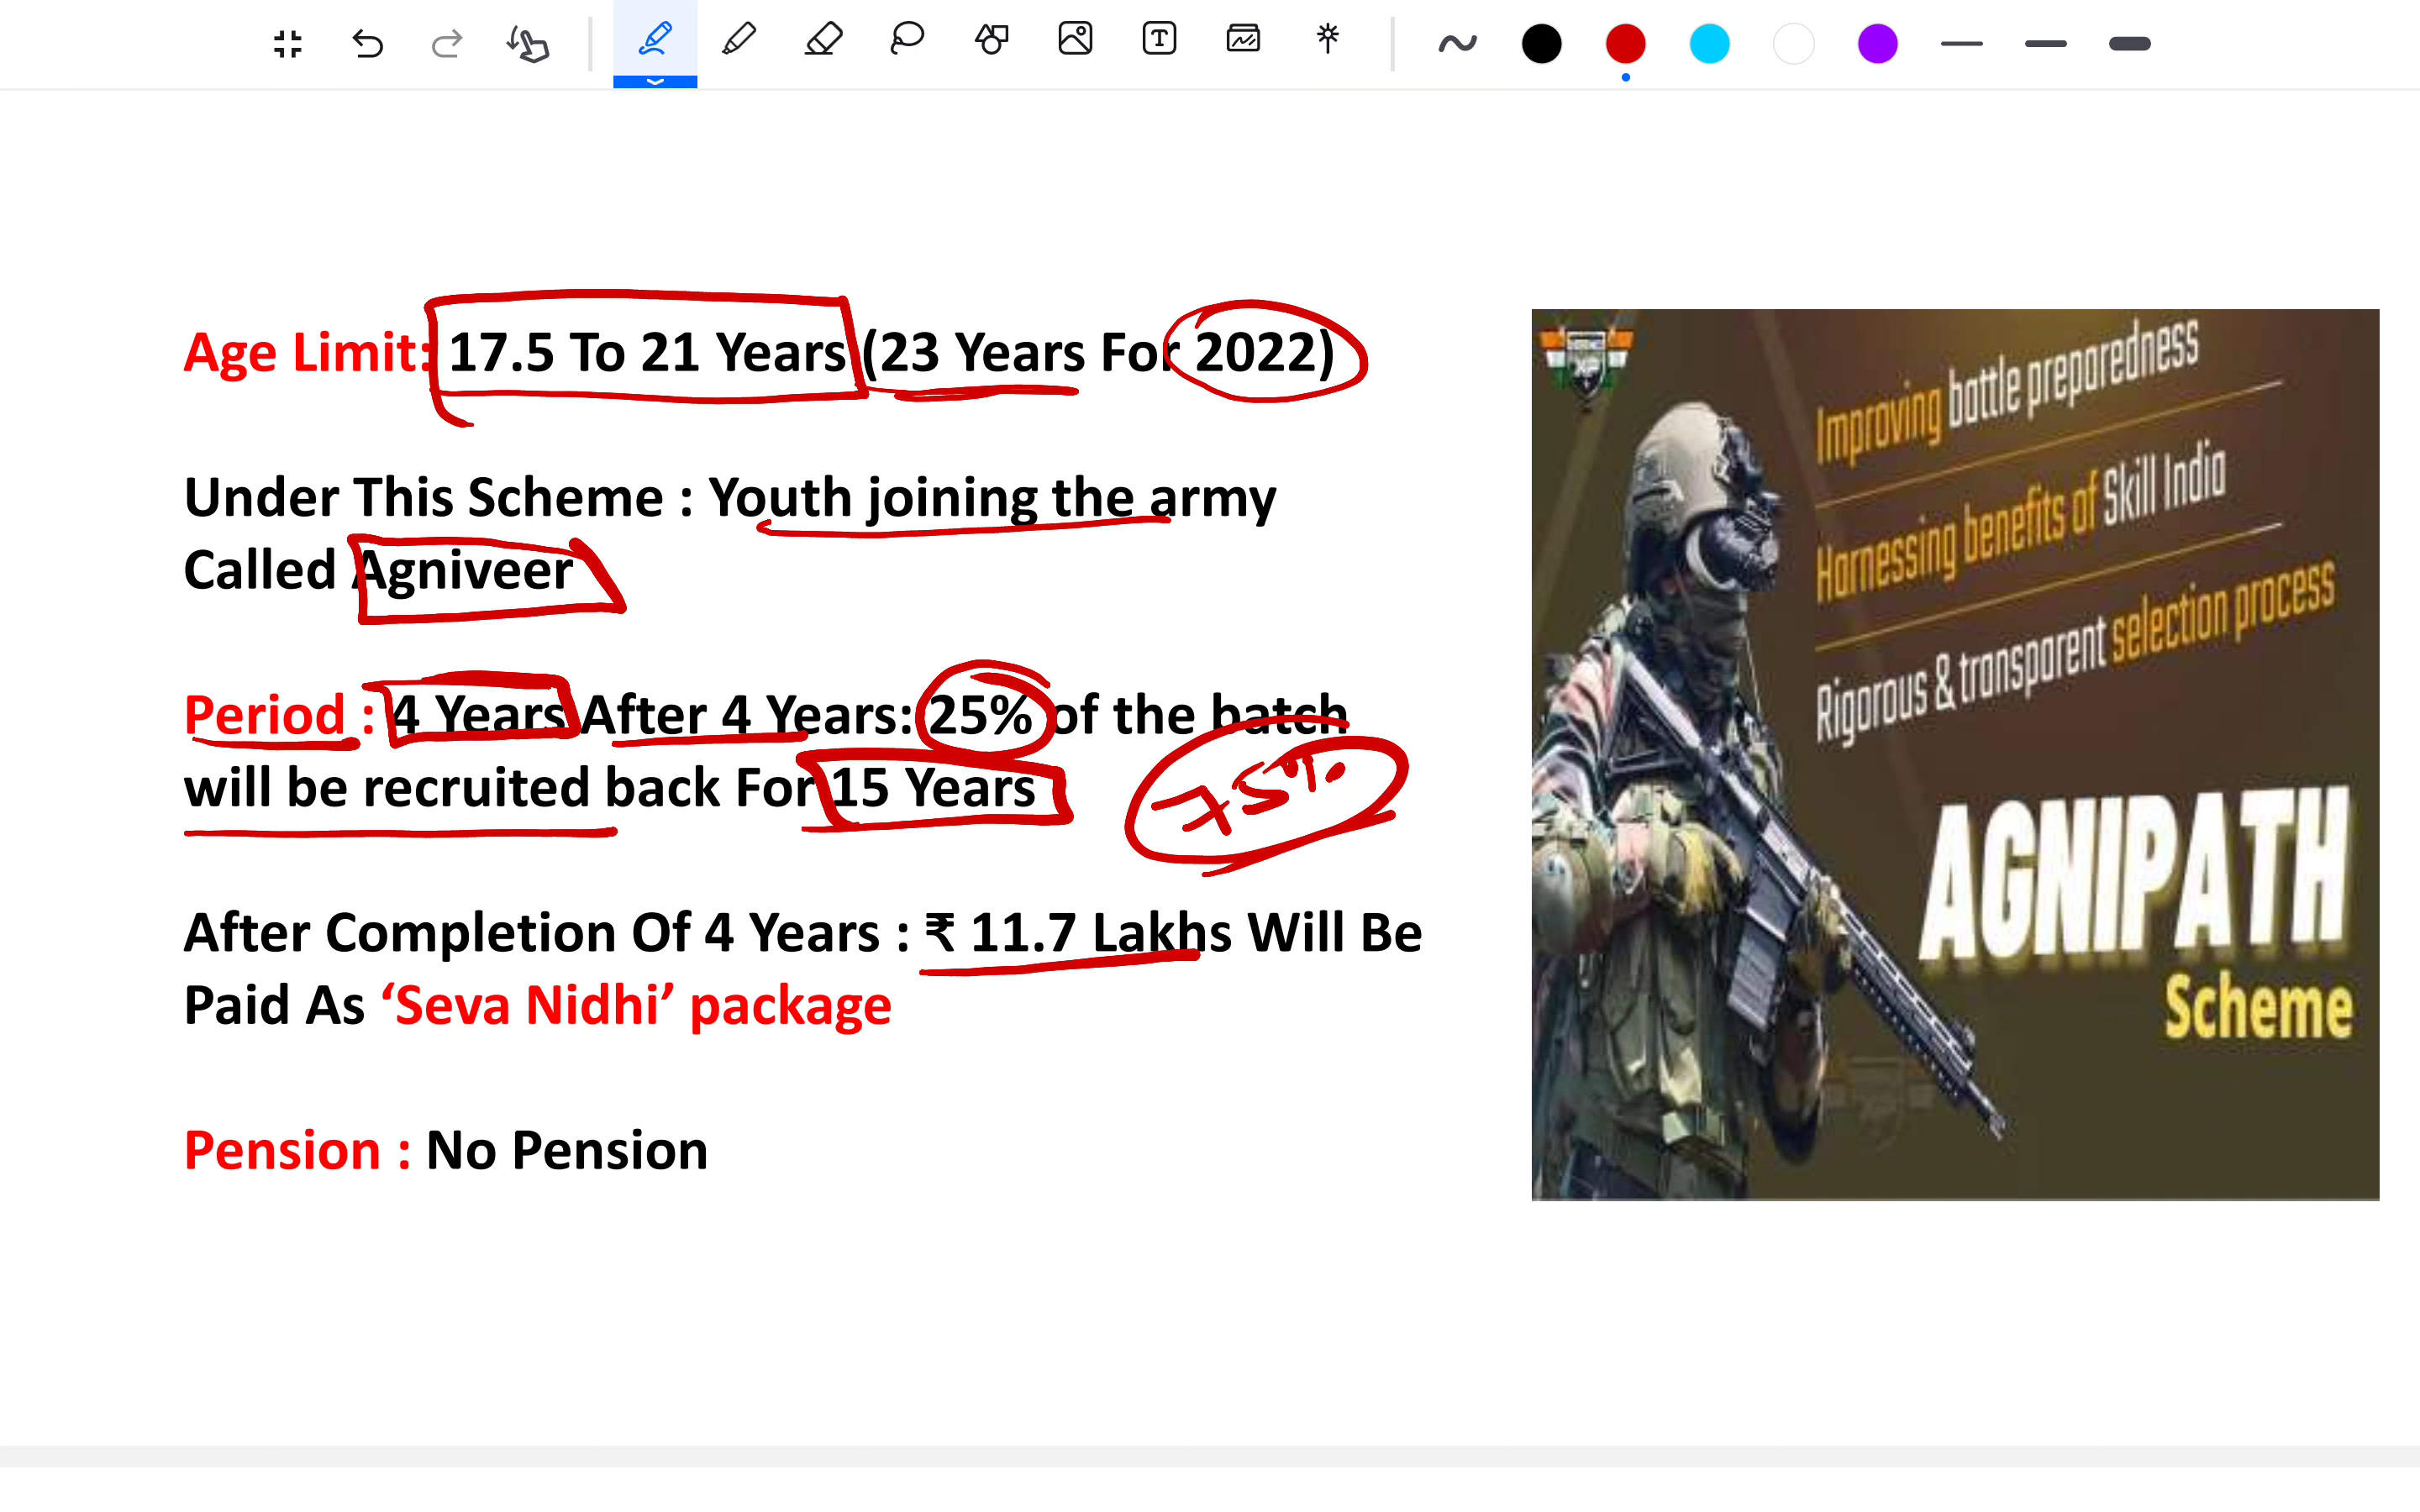 Age Limit: 17.5 To 21 Years (23 Years For 2022)
Under This Scheme : Youth joining the army
Called Agniveer
Period : 4 Years After 4 Years: 25% of the batch
will be recruited back For 15 Years
75%
After Completion Of 4 Years : ₹ 11.7 Lakhs Will Be
Paid As ‘Seva Nidhi’ package
Pension : No Pension
Improving battle preparedness
Harnessing benefits of Skill India
Rigorous & transparent selection process
AGNIPATH
Scheme